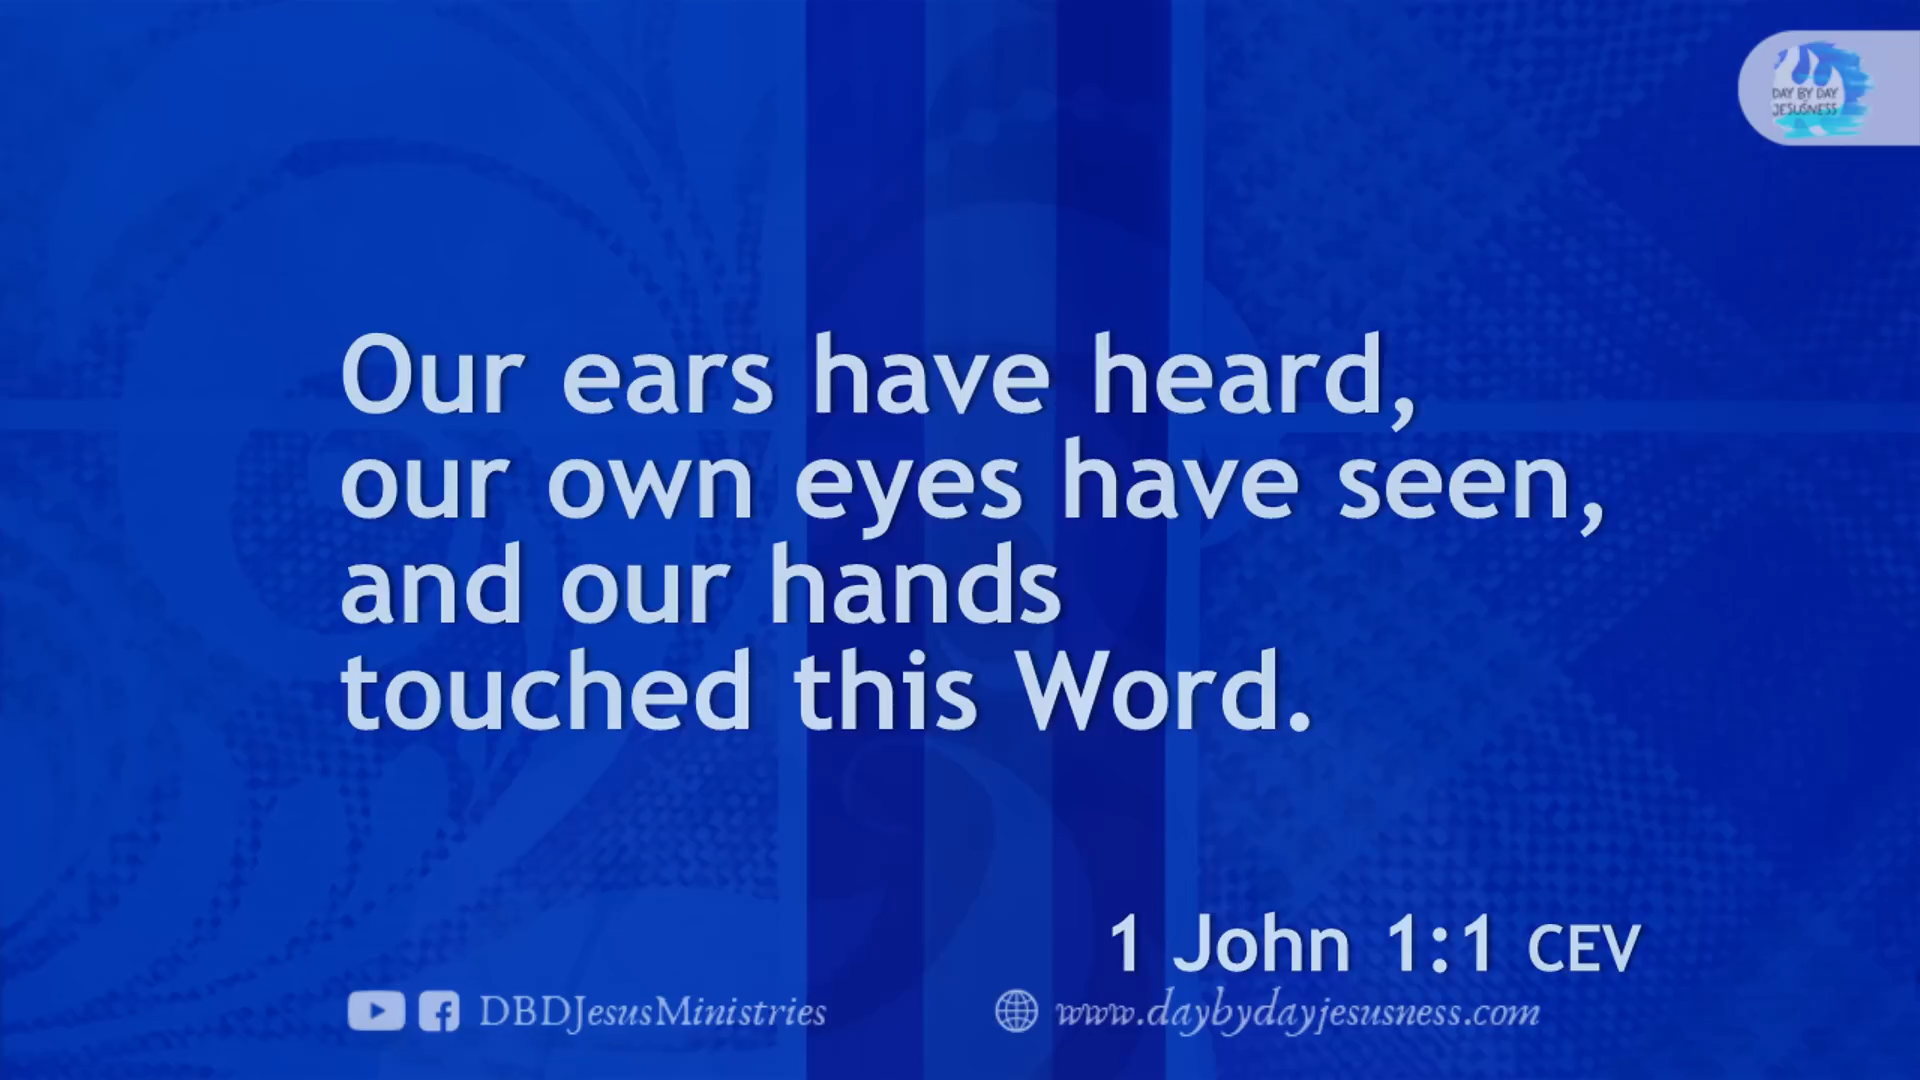 DAY BY DAY
JESUSNESS
Our ears have heard,
our own eyes have seen,
and our hands
touched this Word.
1 John 1:1 CEV
DBDJesusMinistries
www.daybydayjesusness.com